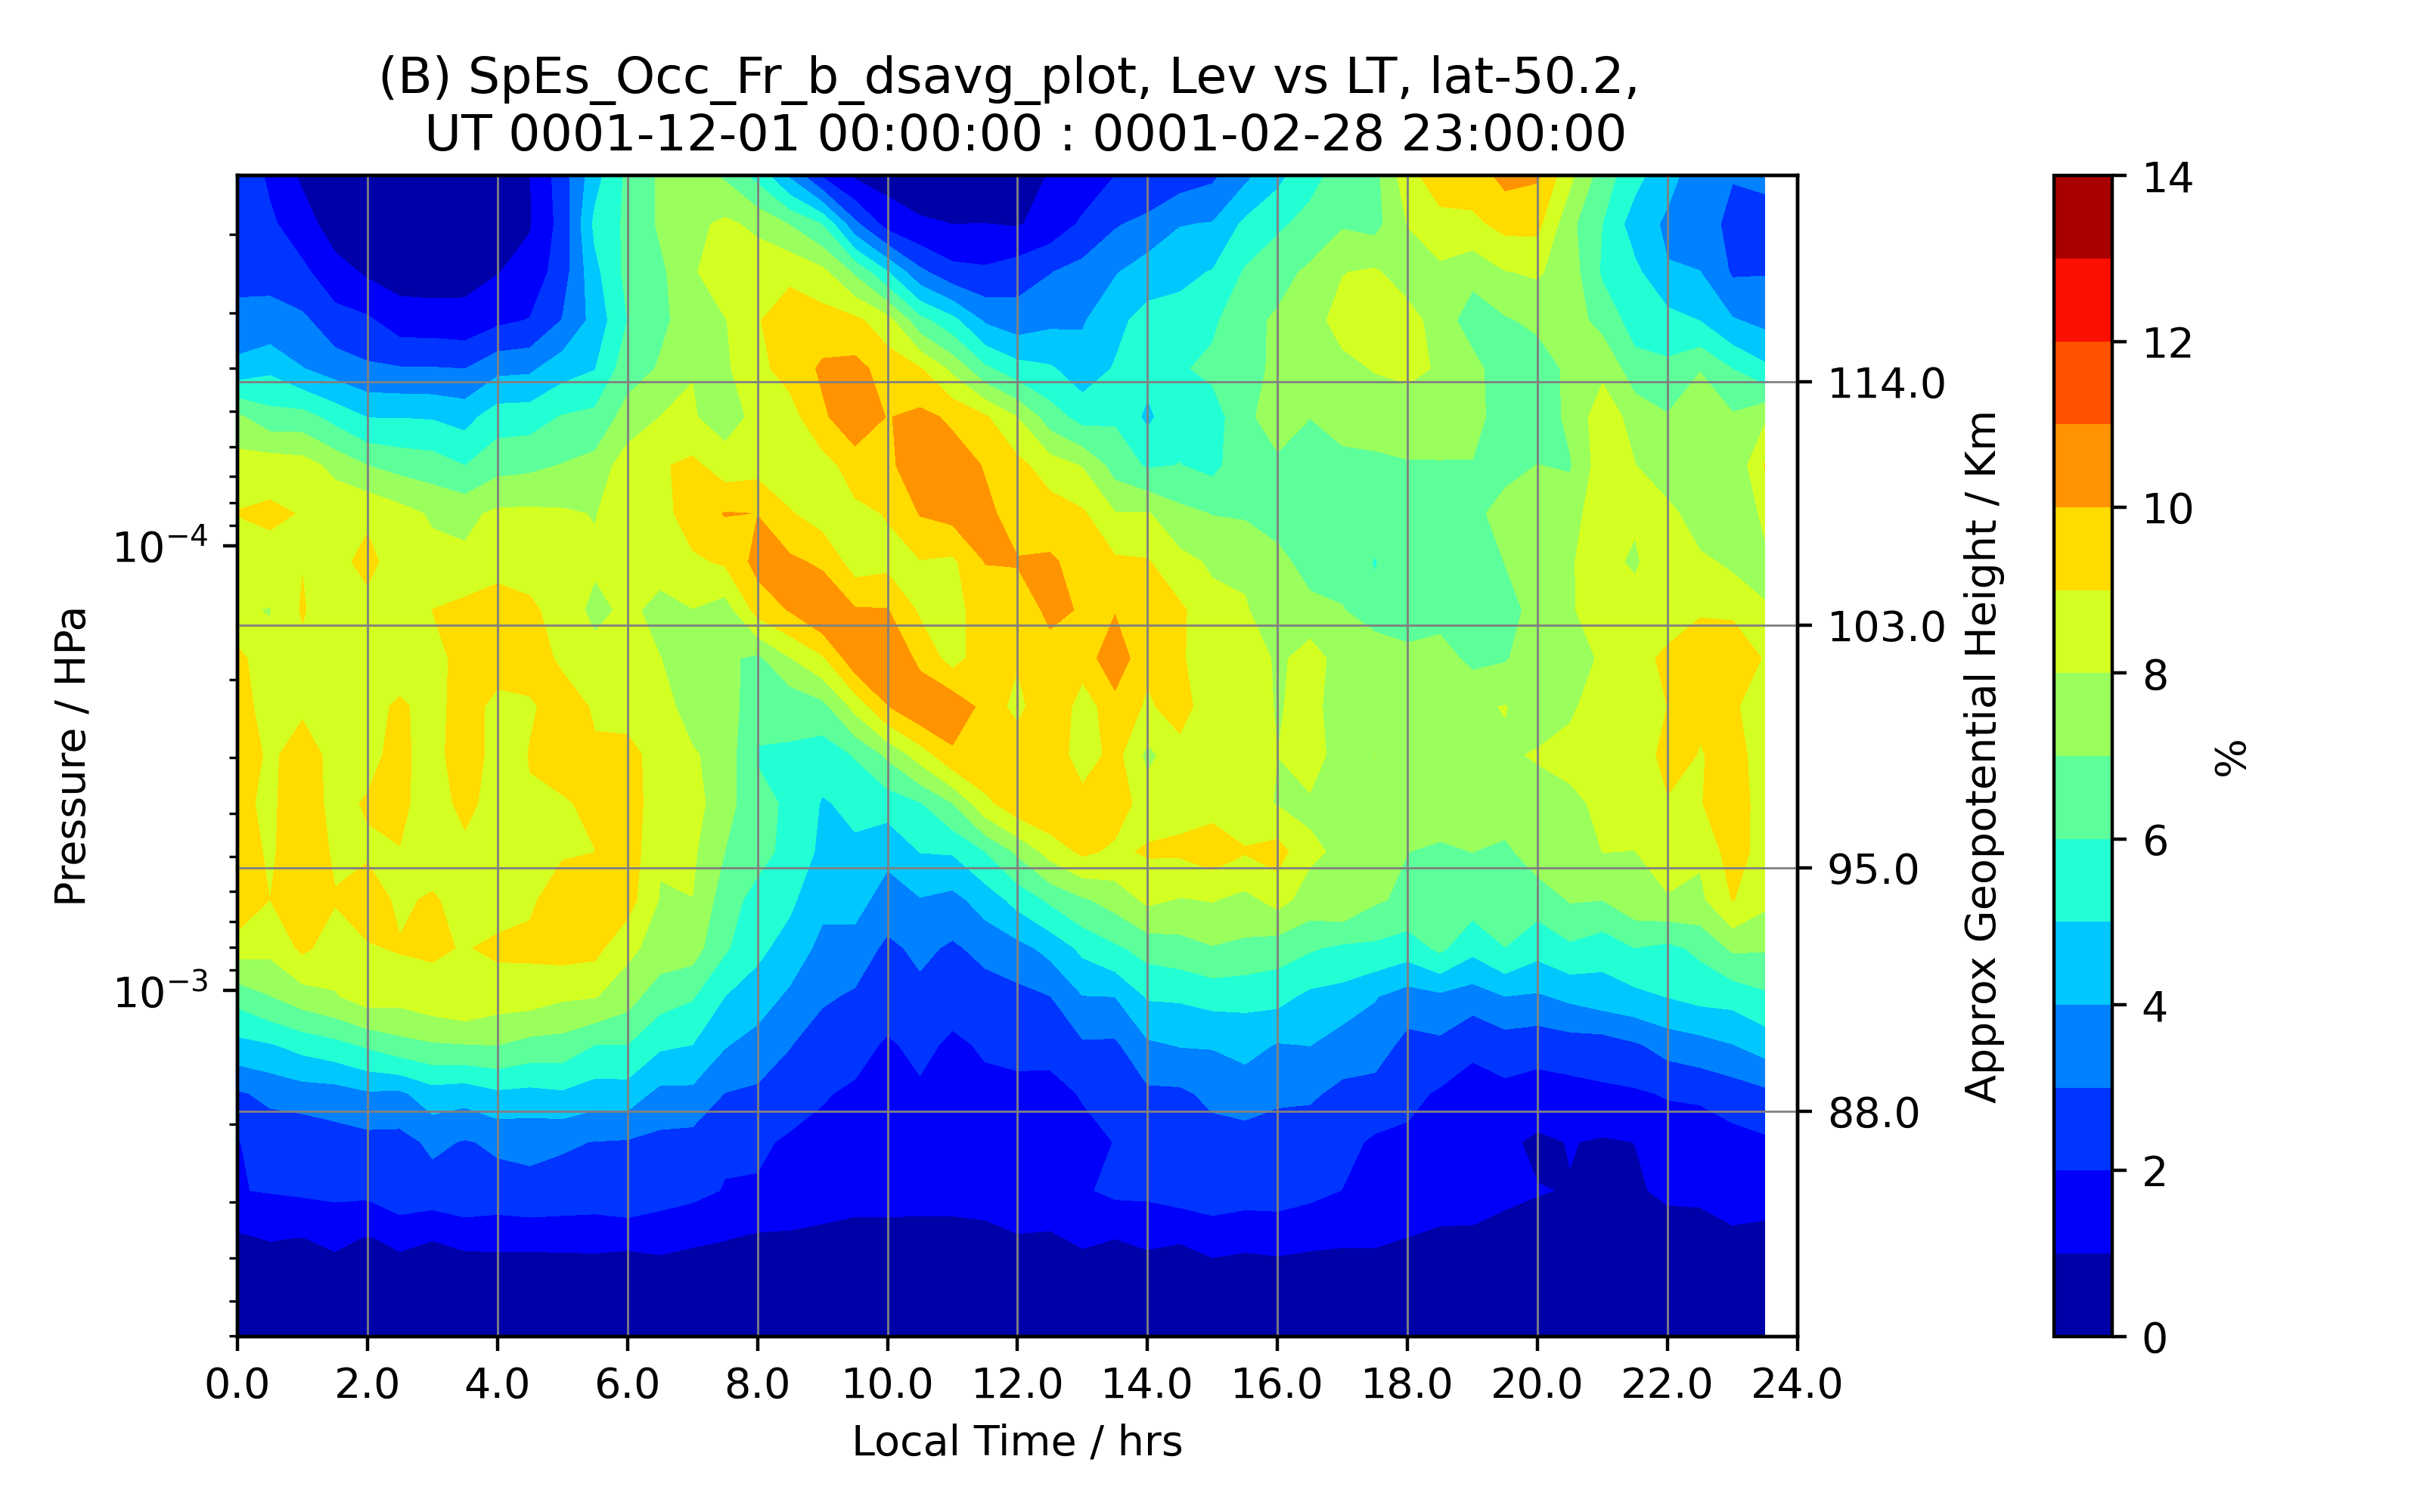 (B) SpEs_Occ_Fr_b_dsavg_plot, Lev vs LT, lat-50.2,
UT 0001-12-01 00:00:00 : 0001-02-28 23:00:00
Pressure / HPa
10⁻⁴
10⁻³
0.0 2.0 4.0 6.0 8.0 10.0 12.0 14.0 16.0 18.0 20.0 22.0 24.0
Local Time / hrs
114.0
103.0
95.0
88.0
Approx Geopotential Height / Km
14
12
10
8
6
4
2
0
%